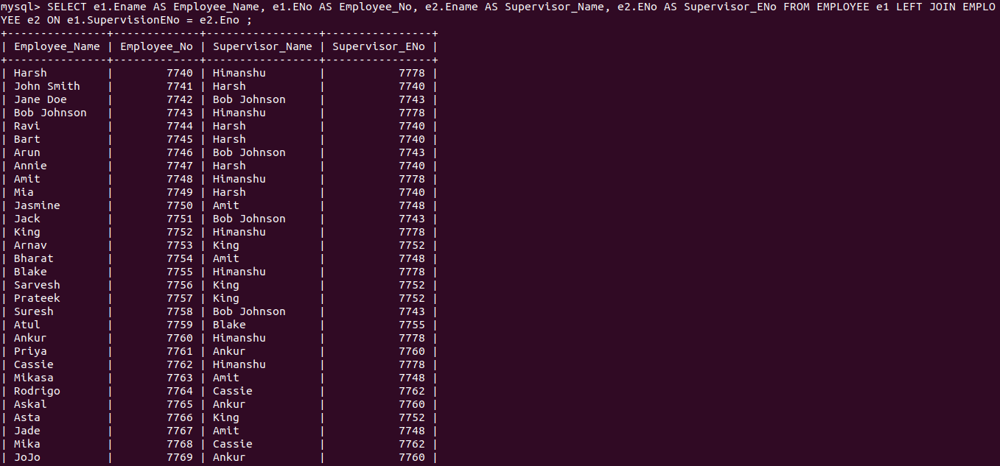 mysql> SELECT e1.Ename AS Employee_Name, e1.ENo AS Employee_No, e2.Ename AS Supervisor_Name, e2.ENo AS Supervisor_ENo FROM EMPLOYEE e1 LEFT JOIN EMPLO
YEE e2 ON e1.SupervisionENo = e2.Eno ;
+---------------+-------------+-----------------+----------------+
| Employee_Name | Employee_No | Supervisor_Name | Supervisor_ENo |
+---------------+-------------+-----------------+----------------+
| Harsh         |        7740 | Himanshu        |           7778 |
| John Smith    |        7741 | Harsh           |           7740 |
| Jane Doe      |        7742 | Bob Johnson     |           7743 |
| Bob Johnson   |        7743 | Himanshu        |           7778 |
| Ravi          |        7744 | Harsh           |           7740 |
| Bart          |        7745 | Harsh           |           7740 |
| Arun          |        7746 | Bob Johnson     |           7743 |
| Annie         |        7747 | Harsh           |           7740 |
| Amit          |        7748 | Himanshu        |           7778 |
| Mia           |        7749 | Harsh           |           7740 |
| Jasmine       |        7750 | Amit            |           7748 |
| Jack          |        7751 | Bob Johnson     |           7743 |
| King          |        7752 | Himanshu        |           7778 |
| Arnav         |        7753 | King            |           7752 |
| Bharat        |        7754 | Amit            |           7748 |
| Blake         |        7755 | Himanshu        |           7778 |
| Sarvesh       |        7756 | King            |           7752 |
| Prateek       |        7757 | King            |           7752 |
| Suresh        |        7758 | Bob Johnson     |           7743 |
| Atul          |        7759 | Blake           |           7755 |
| Ankur         |        7760 | Himanshu        |           7778 |
| Priya         |        7761 | Ankur           |           7760 |
| Cassie        |        7762 | Himanshu        |           7778 |
| Mikasa        |        7763 | Amit            |           7748 |
| Rodrigo       |        7764 | Cassie          |           7762 |
| Askal         |        7765 | Ankur           |           7760 |
| Asta          |        7766 | King            |           7752 |
| Jade          |        7767 | Amit            |           7748 |
| Mika          |        7768 | Cassie          |           7762 |
| JoJo          |        7769 | Ankur           |           7760 |